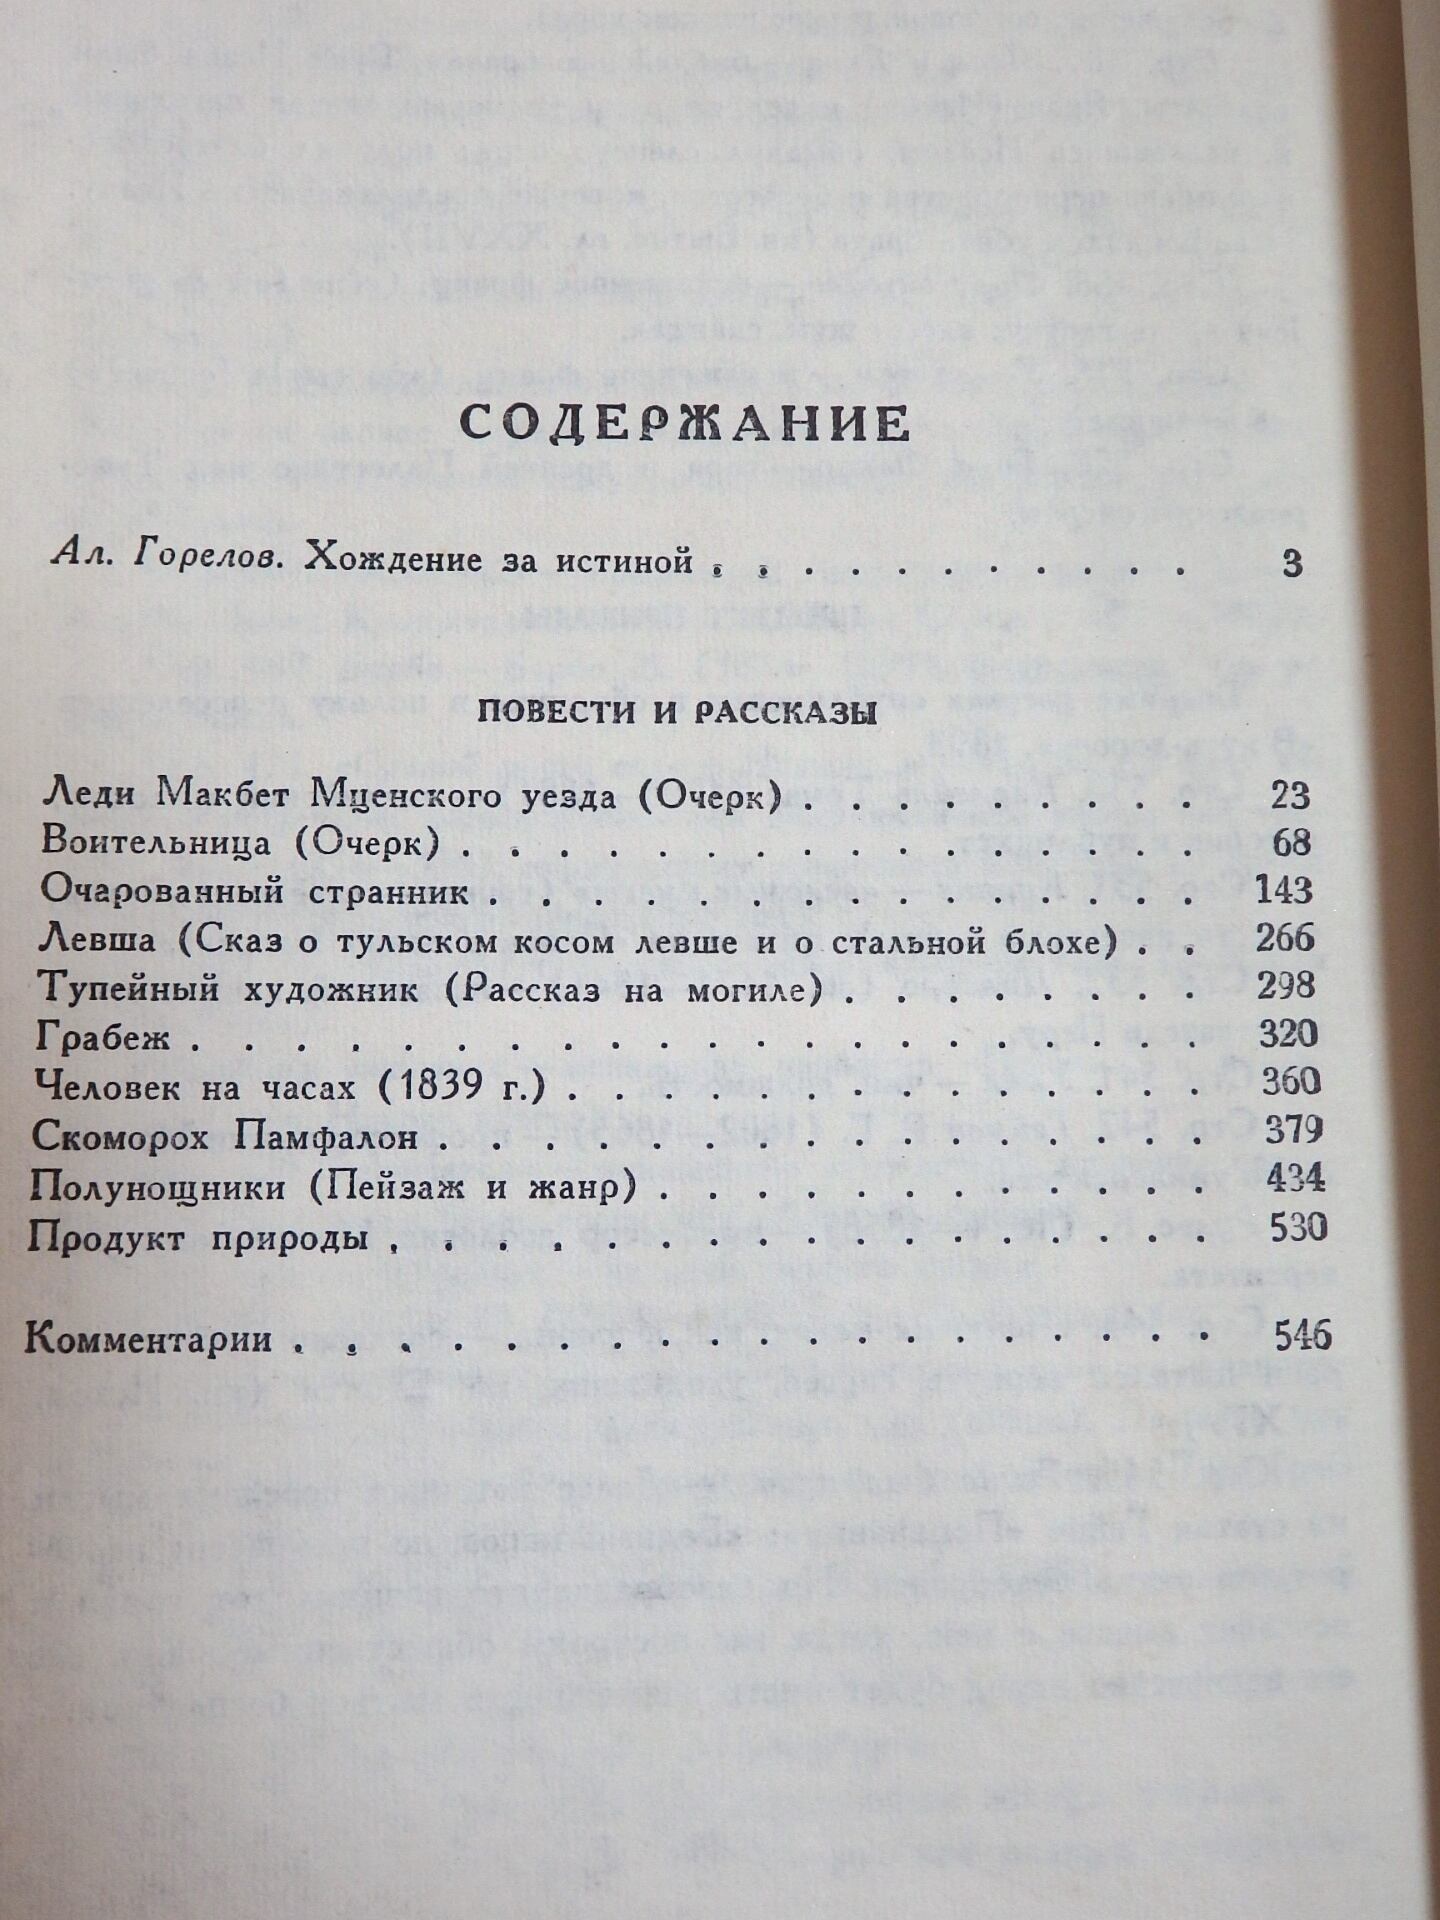 СОДЕРЖАНИЕ
Ал. Горелов. Хождение за истиной . . . . . . . . . . . 3
ПОВЕСТИ И РАССКАЗЫ
Леди Макбет Мценского уезда (Очерк) . . . . . . . . . 23
Воительница (Очерк) . . . . . . . . . . . . . . . . 68
Очарованный странник . . . . . . . . . . . . . . . 143
Левша (Сказ о тульском косом левше и о стальной блохе) . . 266
Тупейный художник (Рассказ на могиле) . . . . . . . . 298
Грабеж . . . . . . . . . . . . . . . . . . . . 320
Человек на часах (1839 г.) . . . . . . . . . . . . . 360
Скоморох Памфалон . . . . . . . . . . . . . . . 379
Полунощники (Пейзаж и жанр) . . . . . . . . . . . . 434
Продукт природы . . . . . . . . . . . . . . . . 530
Комментарии . . . . . . . . . . . . . . . . . . 546